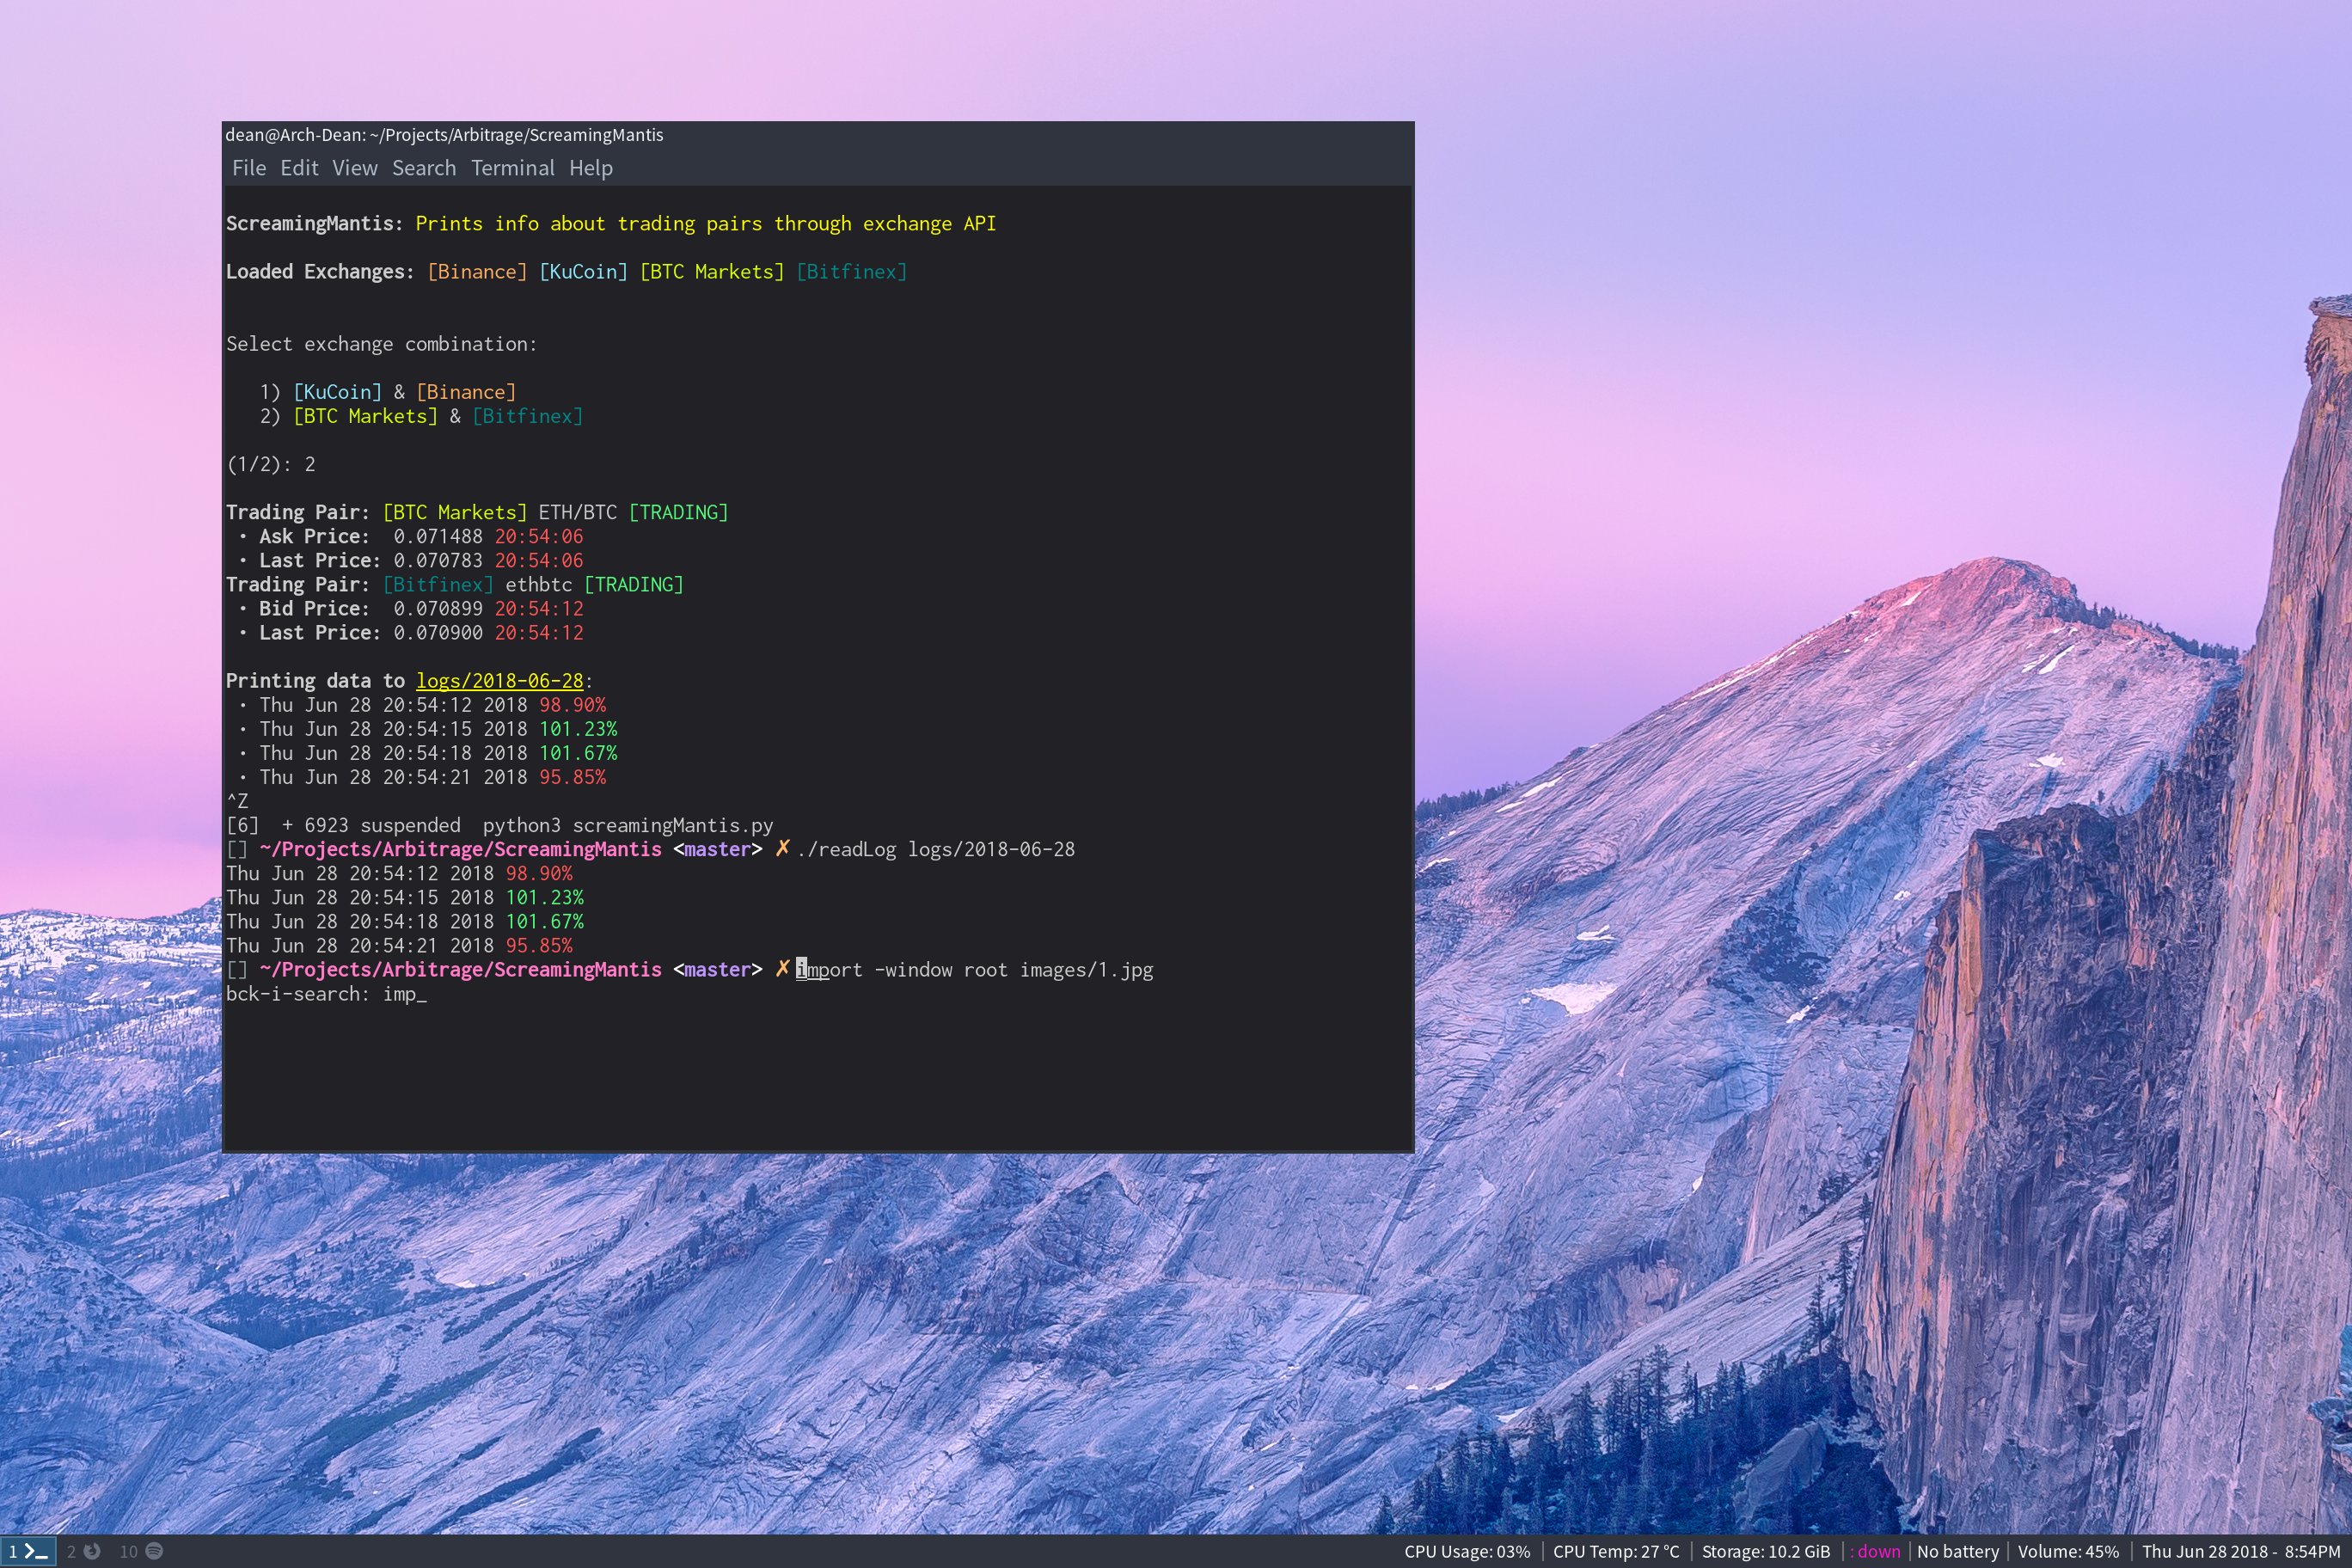 dean@Arch-Dean: ~/Projects/Arbitrage/ScreamingMantis
File Edit View Search Terminal Help
ScreamingMantis: Prints info about trading pairs through exchange API
Loaded Exchanges: [Binance] [KuCoin] [BTC Markets] [Bitfinex]
Select exchange combination:
1) [KuCoin] & [Binance]
2) [BTC Markets] & [Bitfinex]
(1/2): 2
Trading Pair: [BTC Markets] ETH/BTC [TRADING]
• Ask Price: 0.071488 20:54:06
• Last Price: 0.070783 20:54:06
Trading Pair: [Bitfinex] ethbtc [TRADING]
• Bid Price: 0.070899 20:54:12
• Last Price: 0.070900 20:54:12
Printing data to logs/2018-06-28:
• Thu Jun 28 20:54:12 2018 98.90%
• Thu Jun 28 20:54:15 2018 101.23%
• Thu Jun 28 20:54:18 2018 101.67%
• Thu Jun 28 20:54:21 2018 95.85%
^Z
[6] + 6923 suspended python3 screamingMantis.py
[] ~/Projects/Arbitrage/ScreamingMantis <master> ✗ ./readLog logs/2018-06-28
Thu Jun 28 20:54:12 2018 98.90%
Thu Jun 28 20:54:15 2018 101.23%
Thu Jun 28 20:54:18 2018 101.67%
Thu Jun 28 20:54:21 2018 95.85%
[] ~/Projects/Arbitrage/ScreamingMantis <master> ✗ import -window root images/1.jpg
bck-i-search: imp_
1 2 10 CPU Usage: 03% | CPU Temp: 27 °C | Storage: 10.2 GiB | : down | No battery | Volume: 45% | Thu Jun 28 2018 - 8:54PM